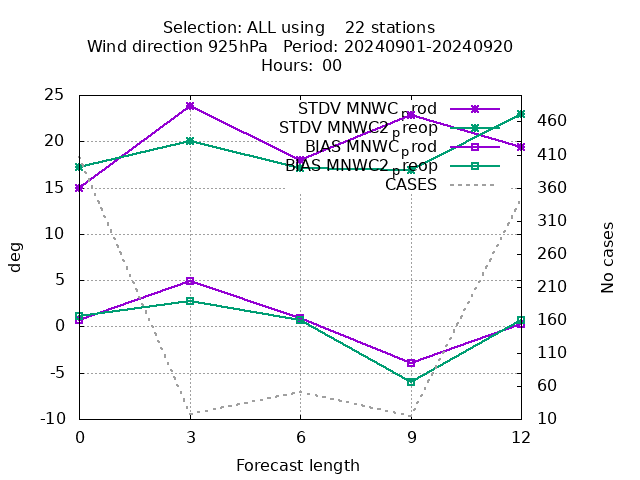 Selection: ALL using    22 stations
Wind direction 925hPa   Period: 20240901-20240920
Hours: 00
25
20
15
10
5
0
-5
-10
deg
STDV MNWC_prod
STDV MNWC2_preop
BIAS MNWC_prod
BIAS MNWC2_preop
CASES
460
410
360
310
260
210
160
110
60
10
No cases
0 3 6 9 12
Forecast length